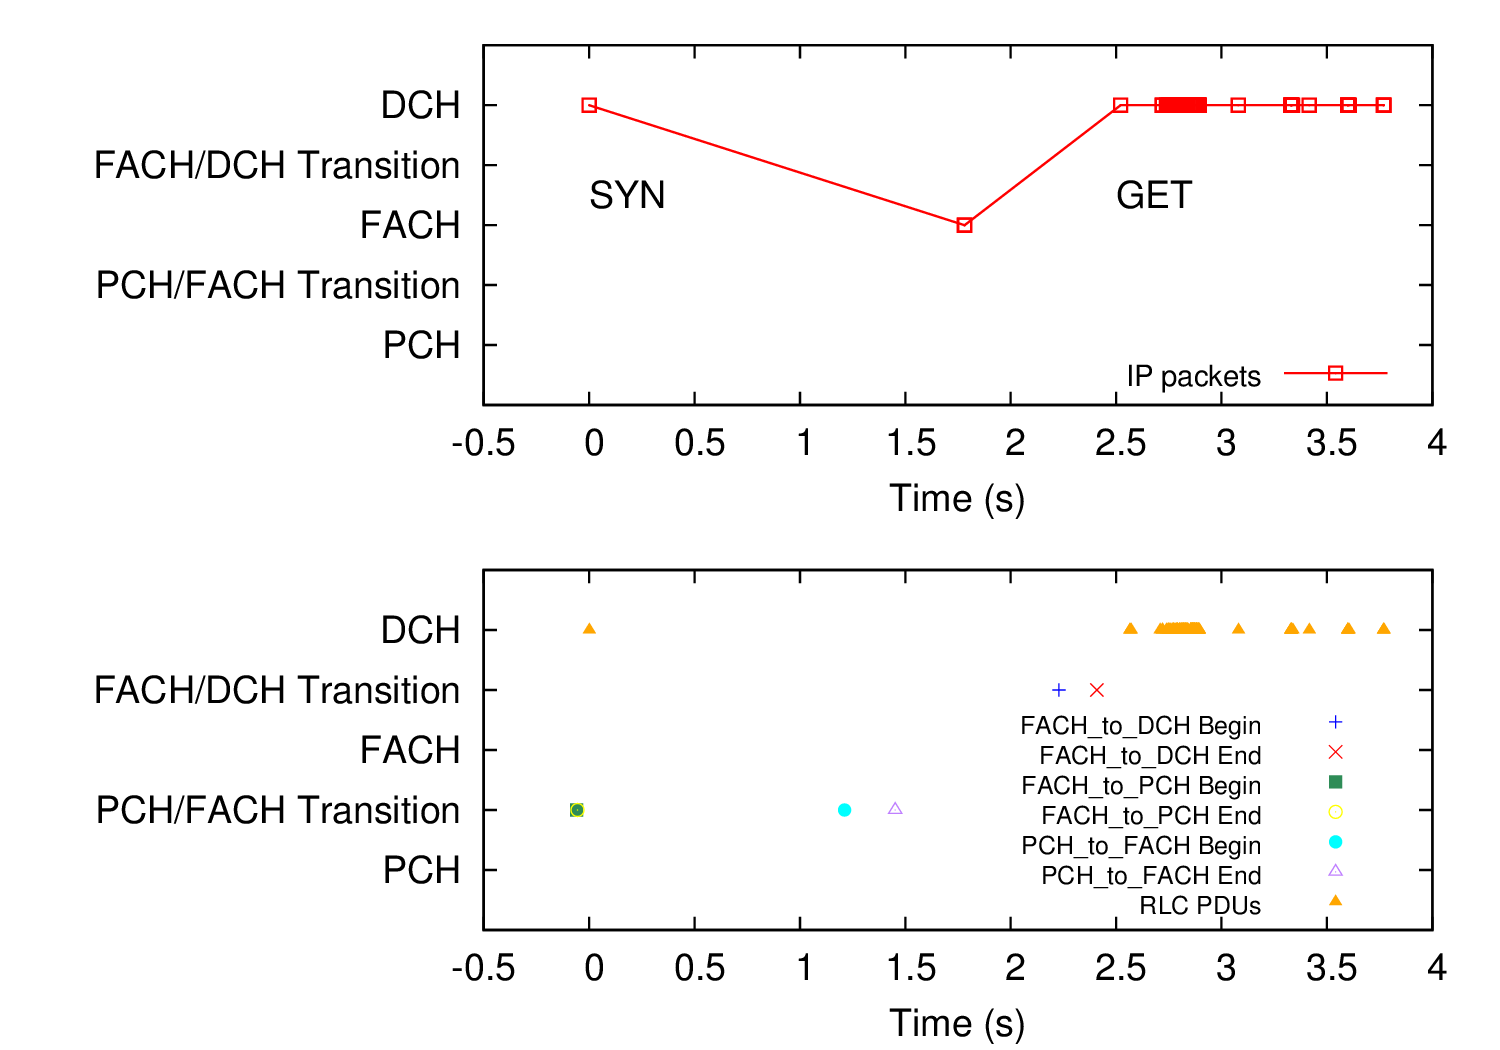 DCH
FACH/DCH Transition
SYN GET
FACH
PCH/FACH Transition
PCH
IP packets
-0.5 0 0.5 1 1.5 2 2.5 3 3.5 4
Time (s)
DCH
FACH/DCH Transition
FACH_to_DCH Begin
FACH
FACH_to_DCH End
FACH_to_PCH Begin
PCH/FACH Transition
FACH_to_PCH End
PCH_to_FACH Begin
PCH
PCH_to_FACH End
RLC PDUs
-0.5 0 0.5 1 1.5 2 2.5 3 3.5 4
Time (s)